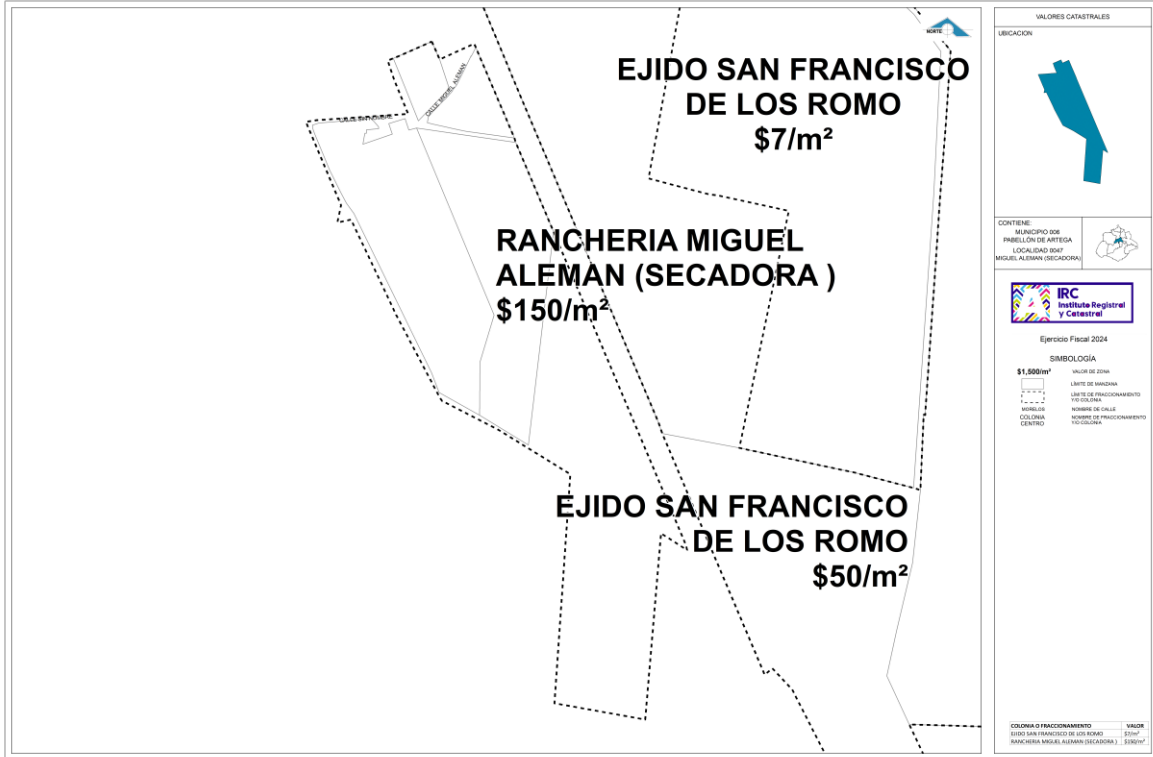 NORTE
EJIDO SAN FRANCISCO
DE LOS ROMO
$7/m²
CALLE MIGUEL ALEMAN
RANCHERIA MIGUEL
ALEMAN (SECADORA )
$150/m²
EJIDO SAN FRANCISCO
DE LOS ROMO
$50/m²
VALORES CATASTRALES
UBICACION
CONTIENE:
MUNICIPIO 006
PABELLÓN DE ARTEGA
LOCALIDAD 0047
MIGUEL ALEMAN (SECADORA)
IRC
Instituto Registral
y Catastral
Ejercicio Fiscal 2024
SIMBOLOGÍA
$1,500/m² VALOR DE ZONA
LÍMITE DE MANZANA
LÍMITE DE FRACCIONAMIENTO
Y/O COLONIA
MORELOS NOMBRE DE CALLE
COLONIA CENTRO NOMBRE DE FRACCIONAMIENTO
Y/O COLONIA
COLONIA O FRACCIONAMIENTO VALOR
EJIDO SAN FRANCISCO DE LOS ROMO $7/m²
RANCHERIA MIGUEL ALEMAN (SECADORA ) $150/m²